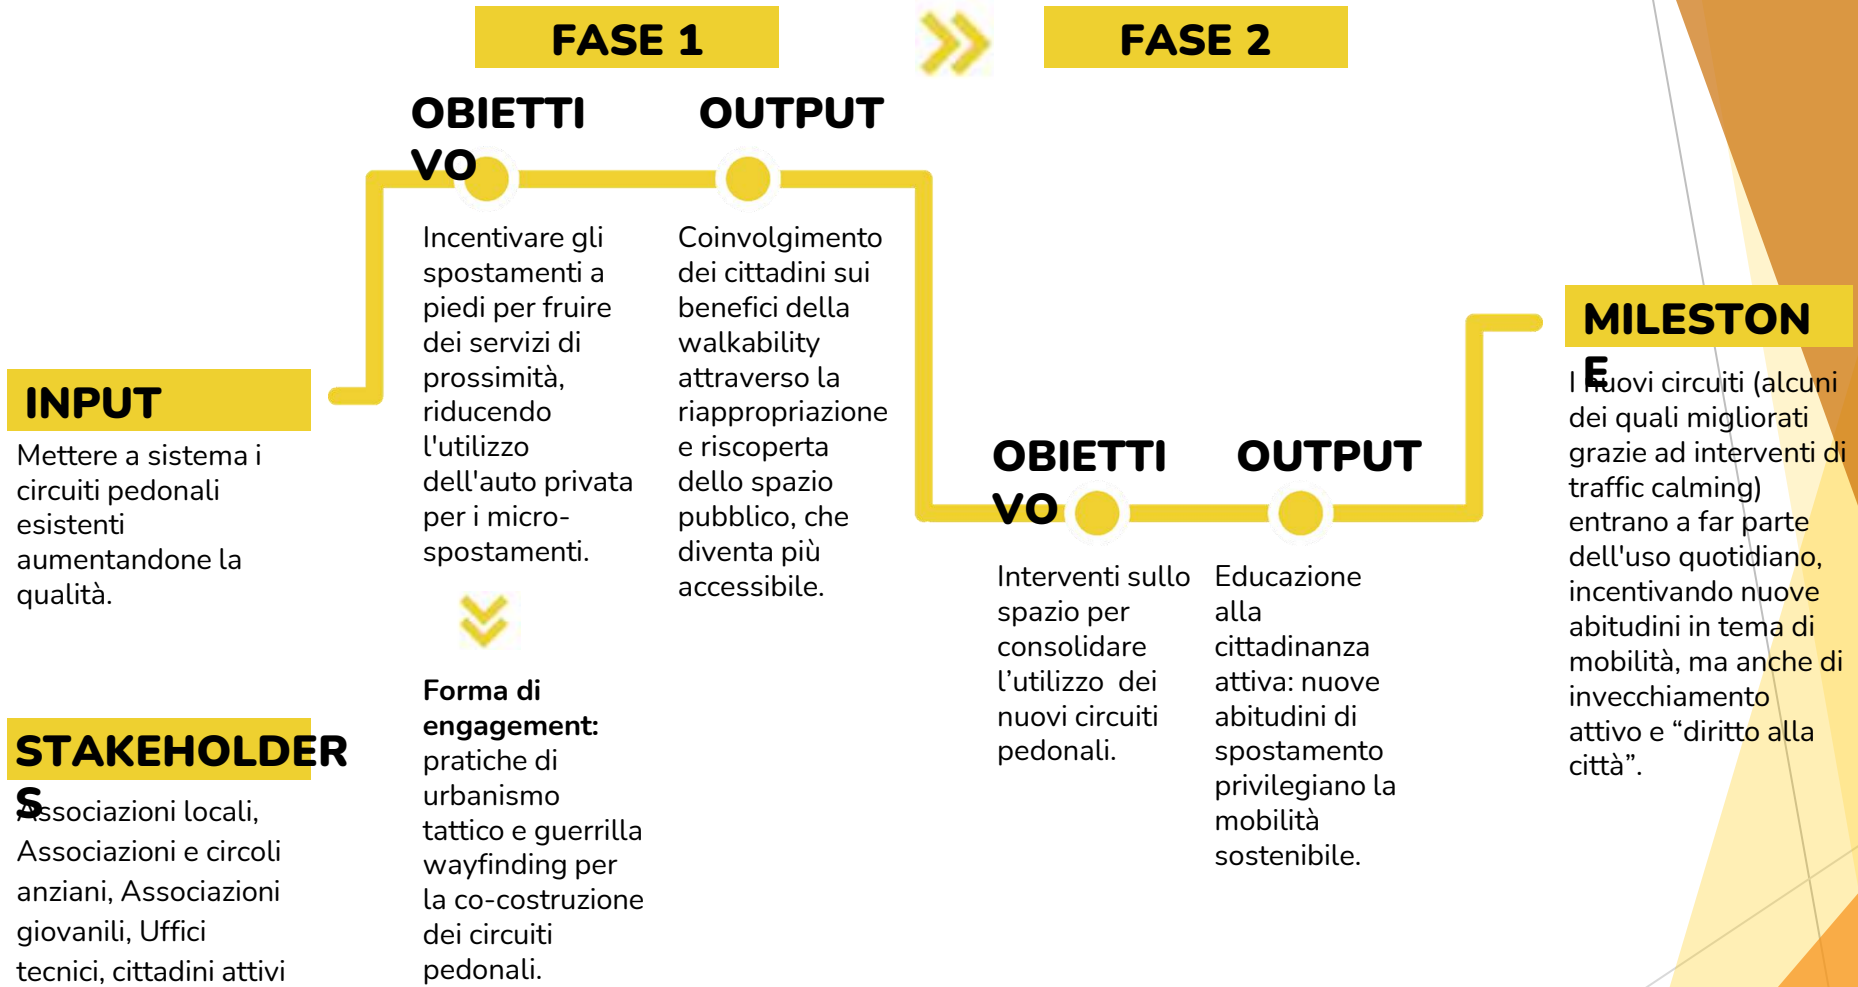 FASE 1
FASE 2
OBIETTI
VO
OUTPUT
Incentivare gli
spostamenti a
piedi per fruire
dei servizi di
prossimità,
riducendo
l'utilizzo
dell'auto privata
per i micro-
spostamenti.
Forma di
engagement:
pratiche di
urbanismo
tattico e guerrilla
wayfinding per
la co-costruzione
dei circuiti
pedonali.
Coinvolgimento
dei cittadini sui
benefici della
walkability
attraverso la
riappropriazione
e riscoperta
dello spazio
pubblico, che
diventa più
accessibile.
INPUT
Mettere a sistema i
circuiti pedonali
esistenti
aumentandone la
qualità.
STAKEHOLDER
S
Associazioni locali,
Associazioni e circoli
anziani, Associazioni
giovanili, Uffici
tecnici, cittadini attivi
OBIETTI
VO
OUTPUT
Interventi sullo
spazio per
consolidare
l’utilizzo  dei
nuovi circuiti
pedonali.
Educazione
alla
cittadinanza
attiva: nuove
abitudini di
spostamento
privilegiano la
mobilità
sostenibile.
MILESTON
E
I nuovi circuiti (alcuni
dei quali migliorati
grazie ad interventi di
traffic calming)
entrano a far parte
dell'uso quotidiano,
incentivando nuove
abitudini in tema di
mobilità, ma anche di
invecchiamento
attivo e “diritto alla
città”.